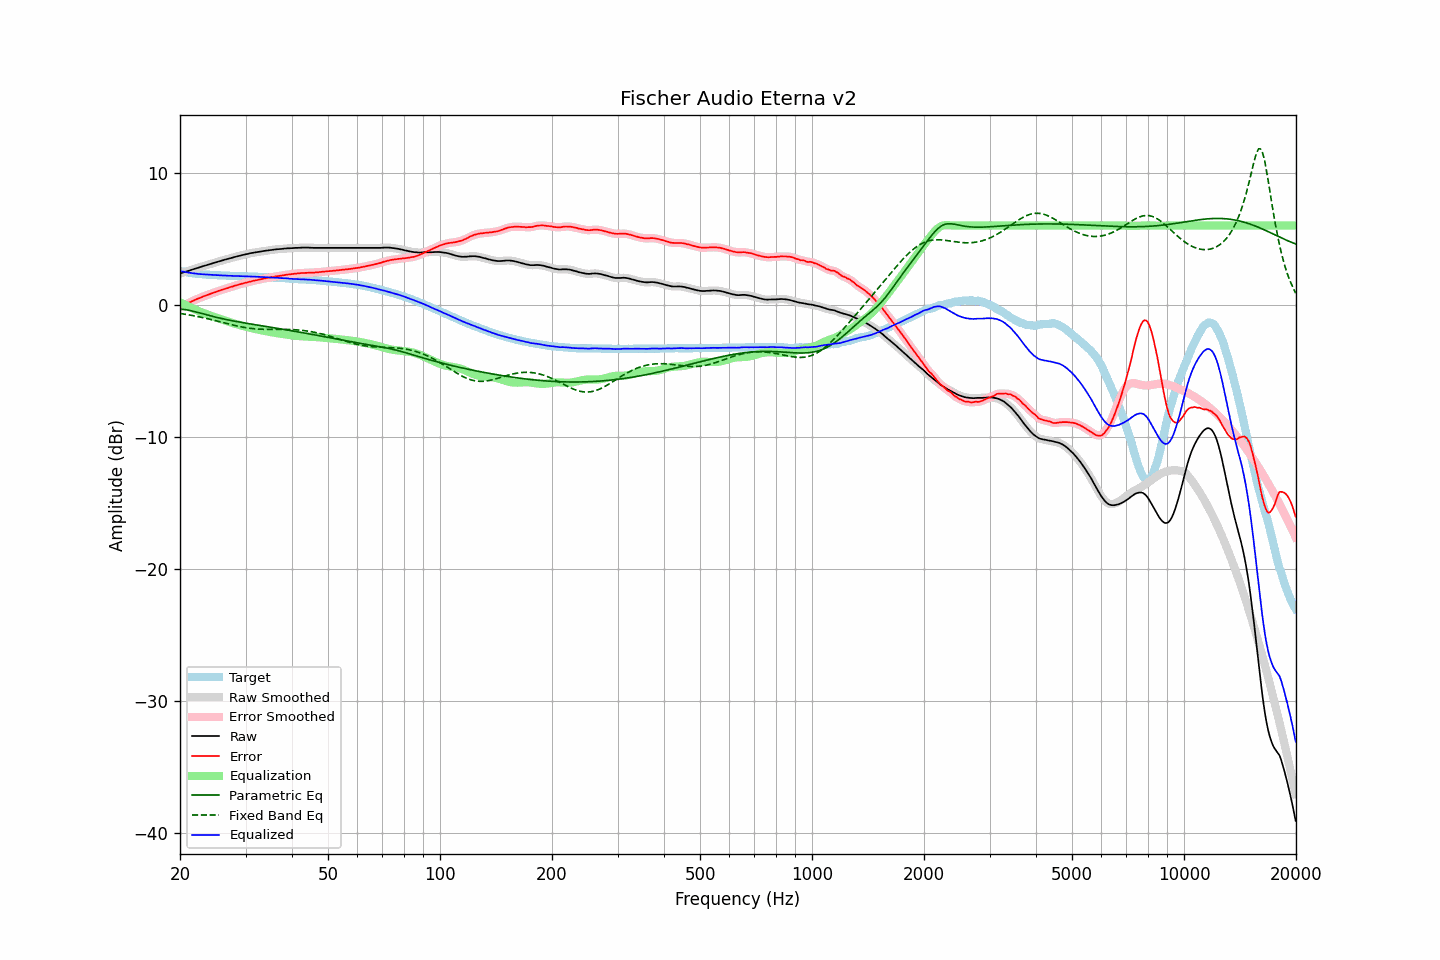 Fischer Audio Eterna v2
Amplitude (dBr)
10
0
−10
−20
−30
−40
Target
Raw Smoothed
Error Smoothed
Raw
Error
Equalization
Parametric Eq
Fixed Band Eq
Equalized
20 50 100 200 500 1000 2000 5000 10000 20000
Frequency (Hz)